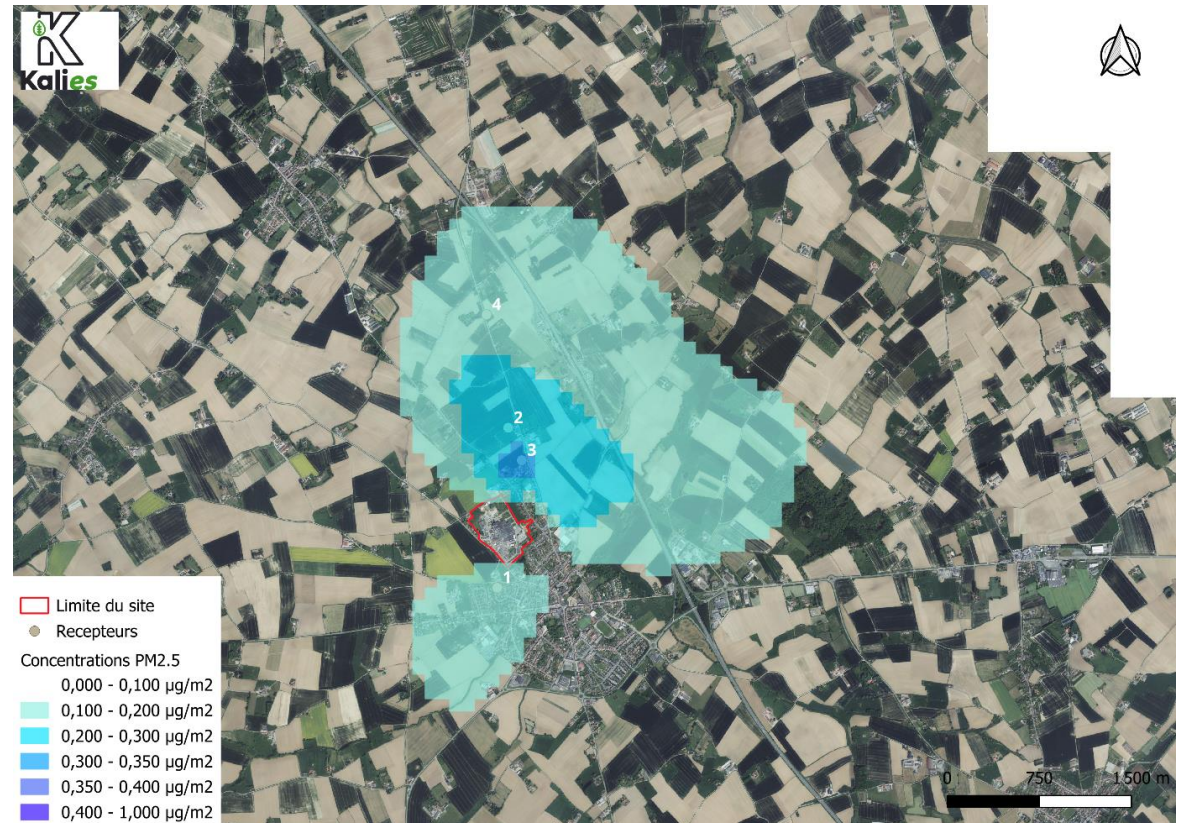 Kalies
4
2
3
1
Limite du site
Recepteurs
Concentrations PM2.5
0,000 - 0,100 µg/m2
0,100 - 0,200 µg/m2
0,200 - 0,300 µg/m2
0,300 - 0,350 µg/m2
0,350 - 0,400 µg/m2
0,400 - 1,000 µg/m2
0 750 1 500 m